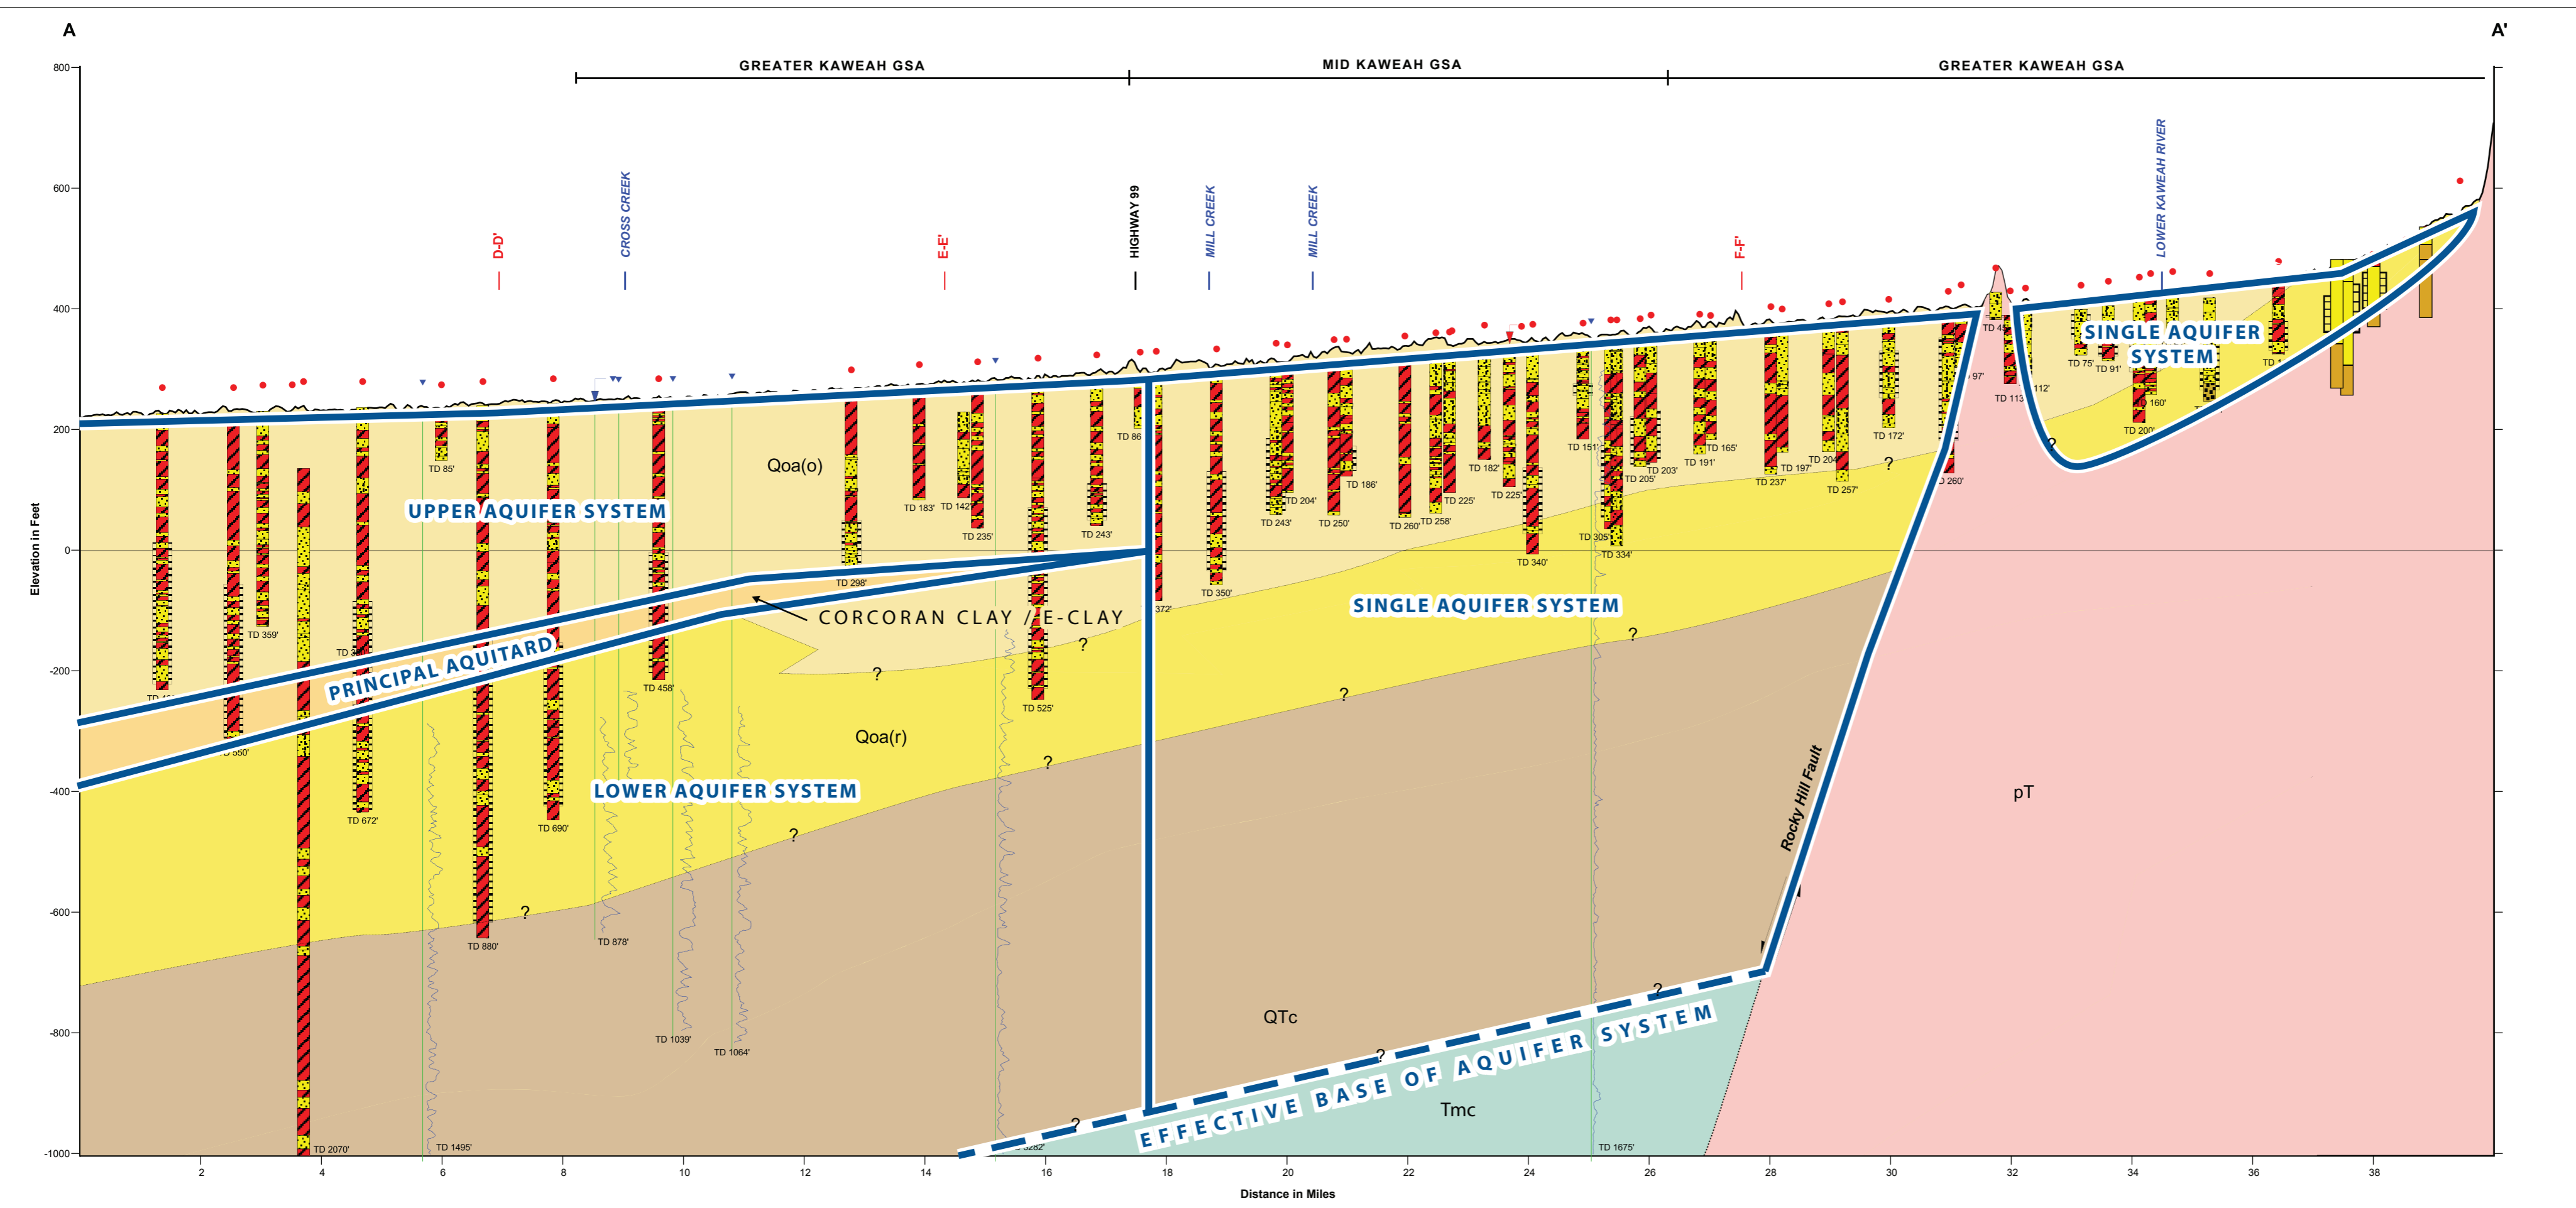 A
A'
GREATER KAWEAH GSA
MID KAWEAH GSA
GREATER KAWEAH GSA
800
600
400
200
0
-200
-400
-600
-800
-1000
Elevation in Feet
D-D'
CROSS CREEK
E-E'
HIGHWAY 99
MILL CREEK
MILL CREEK
F-F'
LOWER KAWEAH RIVER
SINGLE AQUIFER
SYSTEM
TD 75'
TD 91'
TD 200'
160'
112'
TD 113'
97'
260'
TD 85'
Qoa(o)
UPPER AQUIFER SYSTEM
TD 183'
TD 142'
TD 235'
TD 243'
TD 86
TD 298'
TD 359'
372'
TD 350'
TD 243'
TD 204'
TD 250'
TD 186'
TD 260'
TD 258'
TD 225'
TD 182'
TD 225'
TD 340'
TD 151'
TD 305'
TD 334'
TD 205'
TD 203'
TD 191'
TD 165'
TD 237'
TD 197'
TD 204'
TD 257'
TD 172'
?
?
CORCORAN CLAY / E-CLAY
SINGLE AQUIFER SYSTEM
PRINCIPAL AQUITARD
TD 458'
TD 525'
550'
?
?
?
?
Qoa(r)
LOWER AQUIFER SYSTEM
TD 672'
TD 690'
TD 880'
TD 878'
TD 1039'
TD 1064'
?
?
?
Rocky Hill Fault
pT
QTc
?
?
?
EFFECTIVE BASE OF AQUIFER SYSTEM
Tmc
TD 2070'
TD 1495'
TD 1675'
2
4
6
8
10
12
14
16
18
20
22
24
26
28
30
32
34
36
38
Distance in Miles